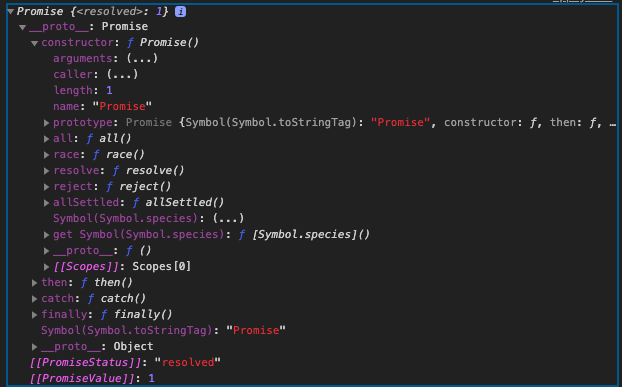 Promise {<resolved>: 1} i
__proto__: Promise
constructor: ƒ Promise()
arguments: (...)
caller: (...)
length: 1
name: "Promise"
prototype: Promise {Symbol(Symbol.toStringTag): "Promise", constructor: ƒ, then: ƒ, …
all: ƒ all()
race: ƒ race()
resolve: ƒ resolve()
reject: ƒ reject()
allSettled: ƒ allSettled()
Symbol(Symbol.species): (...)
get Symbol(Symbol.species): ƒ [Symbol.species]()
__proto__: ƒ ()
[[Scopes]]: Scopes[0]
then: ƒ then()
catch: ƒ catch()
finally: ƒ finally()
Symbol(Symbol.toStringTag): "Promise"
__proto__: Object
[[PromiseStatus]]: "resolved"
[[PromiseValue]]: 1